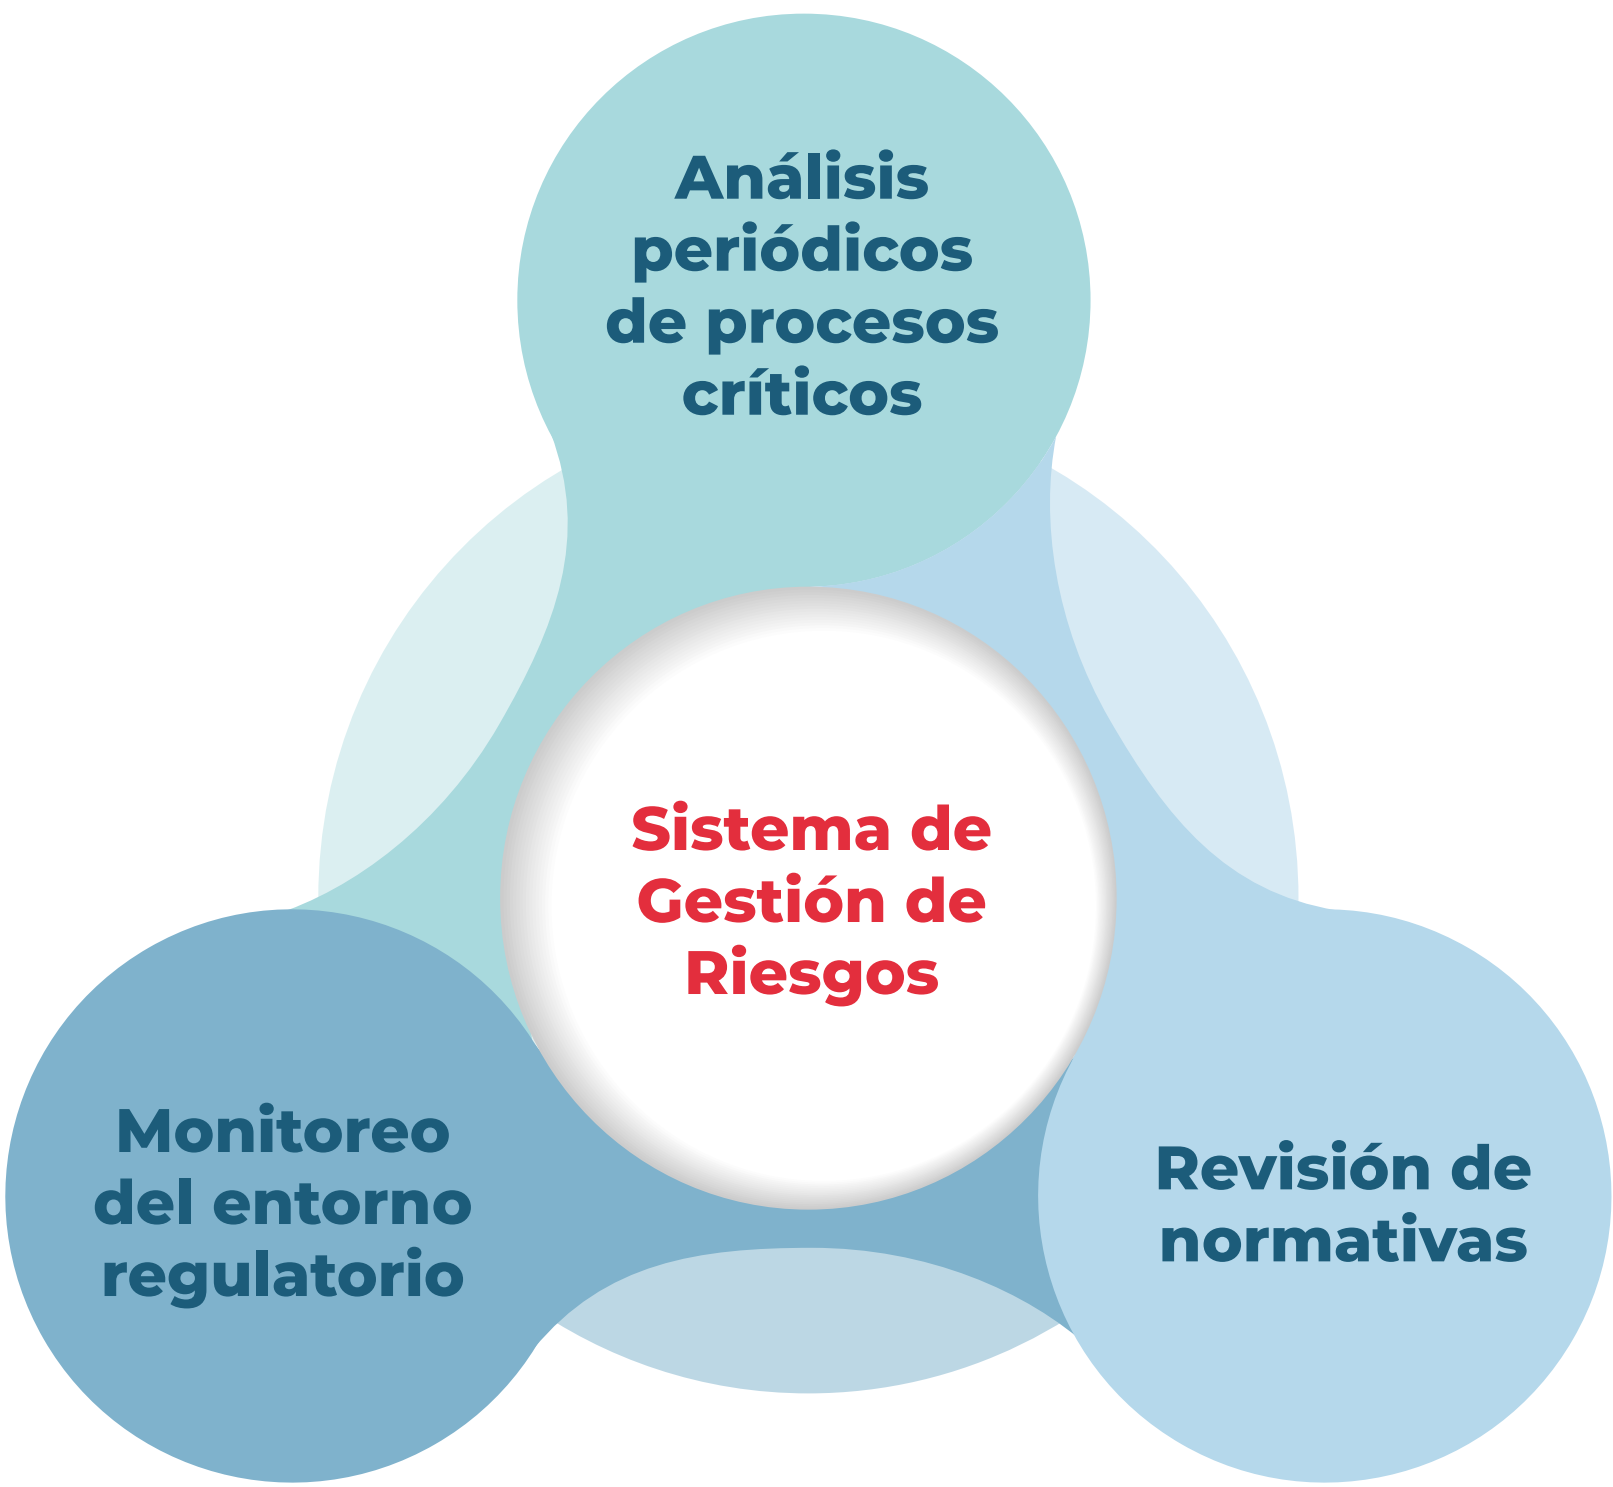 Análisis
periódicos
de procesos
críticos
Sistema de
Gestión de
Riesgos
Monitoreo
del entorno
regulatorio
Revisión de
normativas